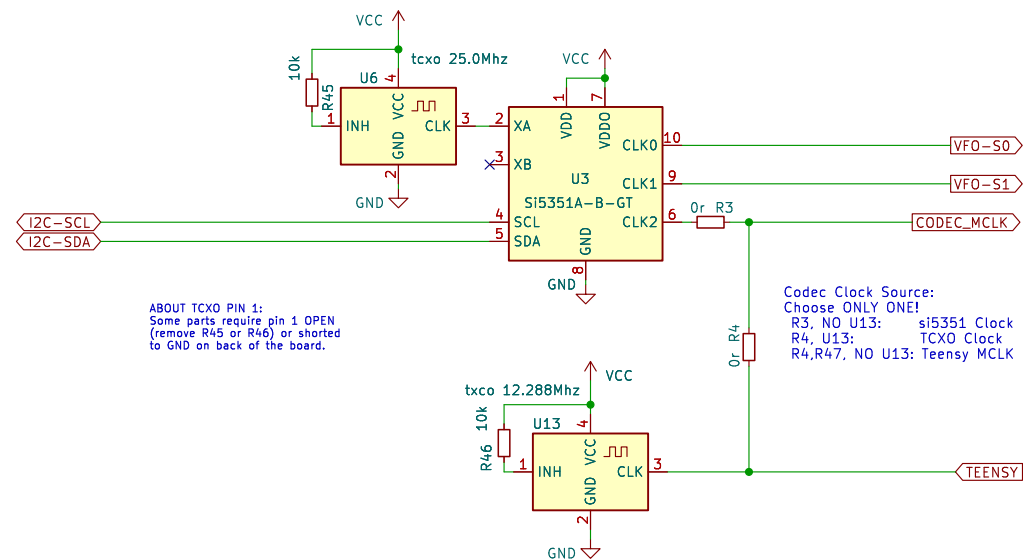 VCC
tcxo 25.0Mhz
10k
R45
U6
4
VCC
1
INH
CLK
3
GND
2
GND
VCC
1
7
VDD
VDDO
2
XA
3
XB
U3
Si5351A-B-GT
4
SCL
5
SDA
GND
8
GND
CLK0
10
CLK1
9
CLK2
6
0r R3
VFO-S0
VFO-S1
CODEC_MCLK
I2C-SCL
I2C-SDA
ABOUT TCXO PIN 1:
Some parts require pin 1 OPEN
(remove R45 or R46) or shorted
to GND on back of the board.
Codec Clock Source:
Choose ONLY ONE!
R3, NO U13: si5351 Clock
R4, U13: TCXO Clock
R4,R47, NO U13: Teensy MCLK
0r R4
VCC
txco 12.288Mhz
10k
R46
U13
4
VCC
1
INH
CLK
3
GND
2
GND
TEENSY